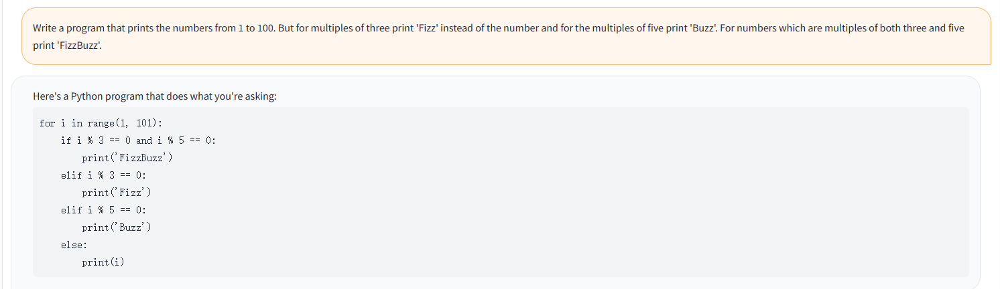 Write a program that prints the numbers from 1 to 100. But for multiples of three print 'Fizz' instead of the number and for the multiples of five print 'Buzz'. For numbers which are multiples of both three and five
print 'FizzBuzz'.
Here's a Python program that does what you're asking:
for i in range(1, 101):
    if i % 3 == 0 and i % 5 == 0:
        print('FizzBuzz')
    elif i % 3 == 0:
        print('Fizz')
    elif i % 5 == 0:
        print('Buzz')
    else:
        print(i)